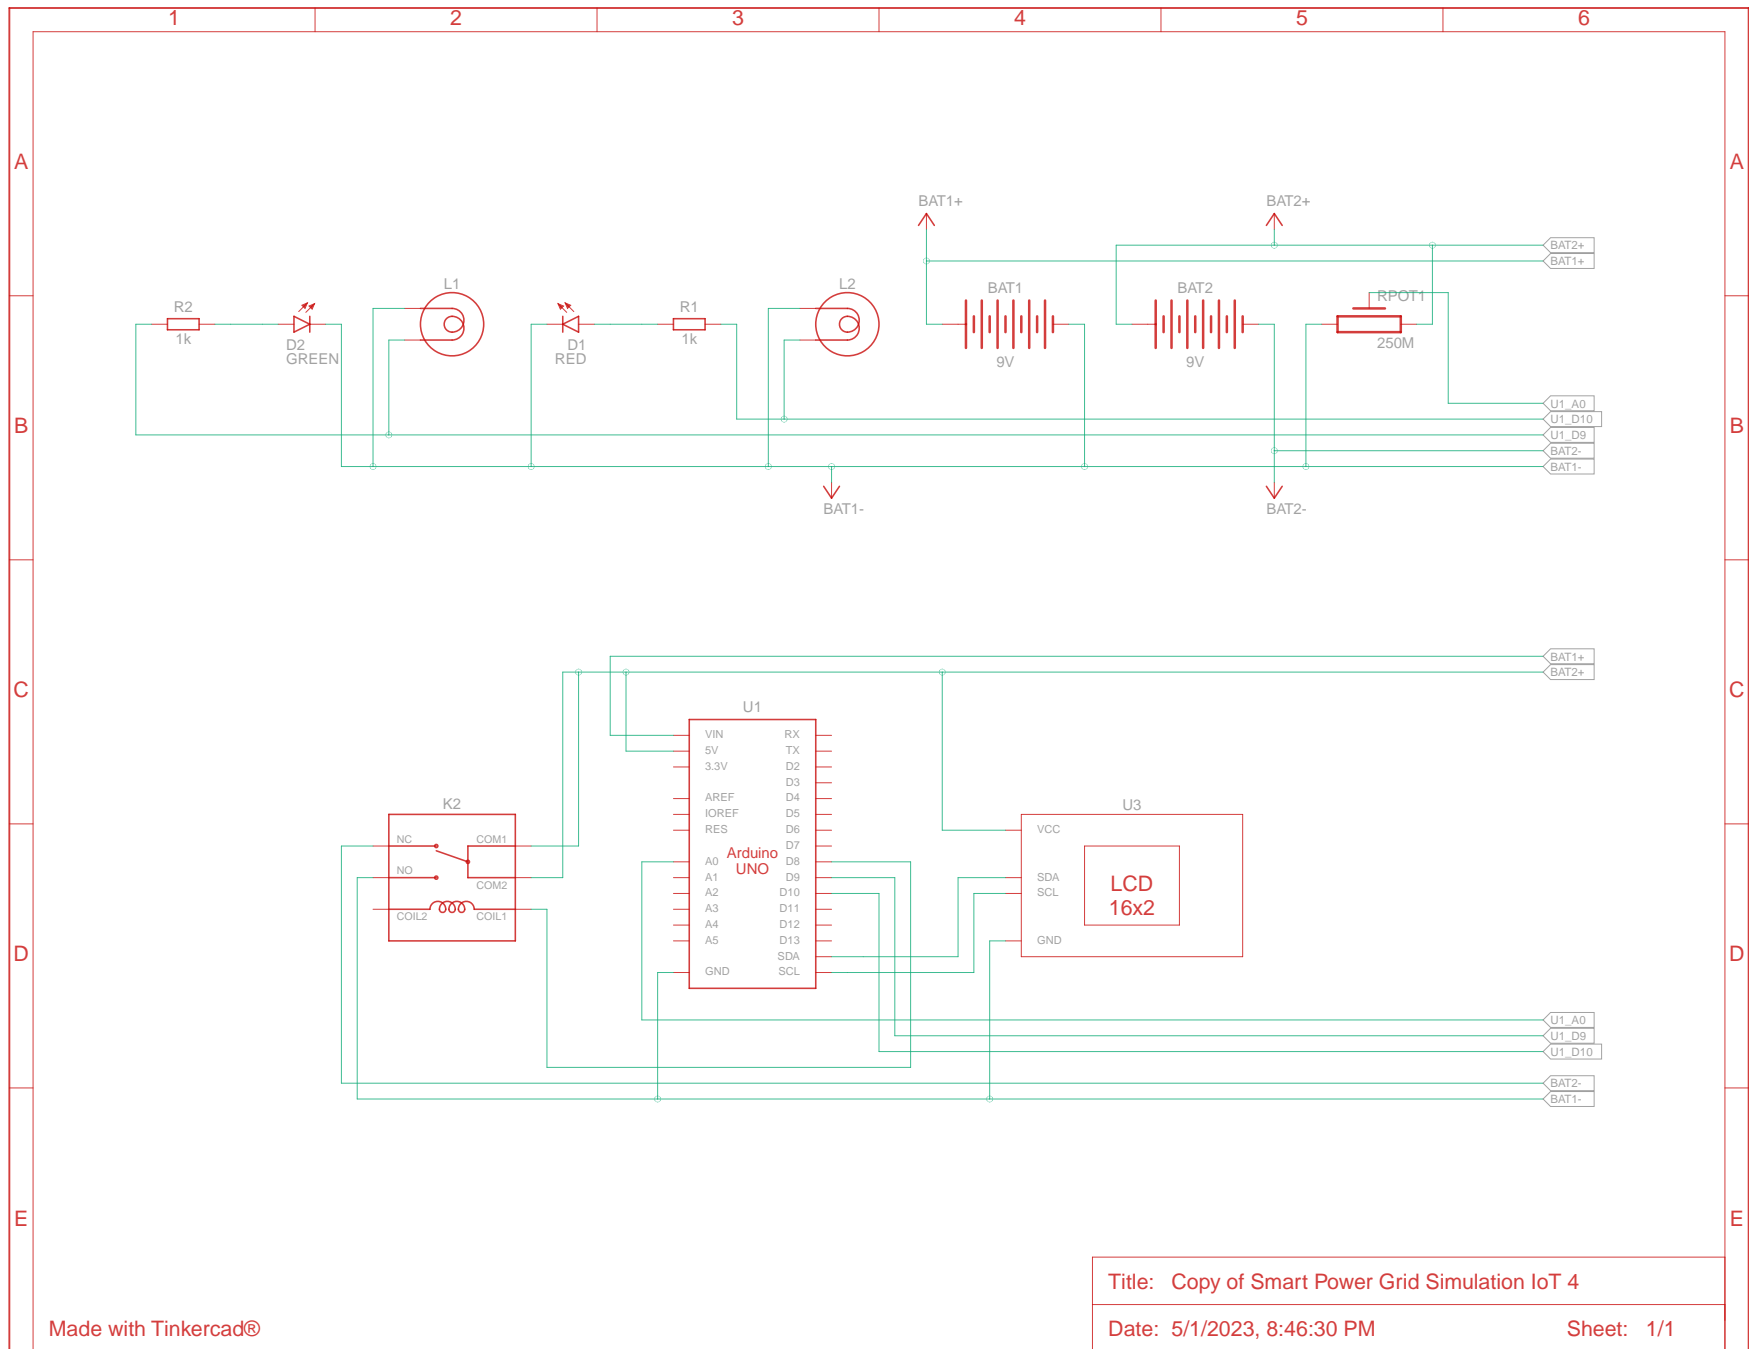 1 2 3 4 5 6
A A
BAT1+ BAT2+
BAT2+
BAT1+
R2 L1 R1 L2 BAT1 BAT2 RPOT1
1k D2 D1 1k 250M
GREEN RED 9V 9V
U1_A0
U1_D10
B B
U1_D9
BAT2-
BAT1-
BAT1- BAT2-
BAT1+
BAT2+
C C
U1
VIN RX
5V TX
3.3V D2
D3
AREF D4
IOREF D5
RES D6
D7
Arduino
UNO
A0 D8
A1 D9
A2 D10
A3 D11
A4 D12
A5 D13
SDA
GND SCL
K2
NC COM1
NO
COM2
COIL2 COIL1
U3
VCC
SDA
SCL
LCD
16x2
GND
D D
U1_A0
U1_D9
U1_D10
BAT2-
BAT1-
E E
Title: Copy of Smart Power Grid Simulation IoT 4
Made with Tinkercad®
Date: 5/1/2023, 8:46:30 PM Sheet: 1/1